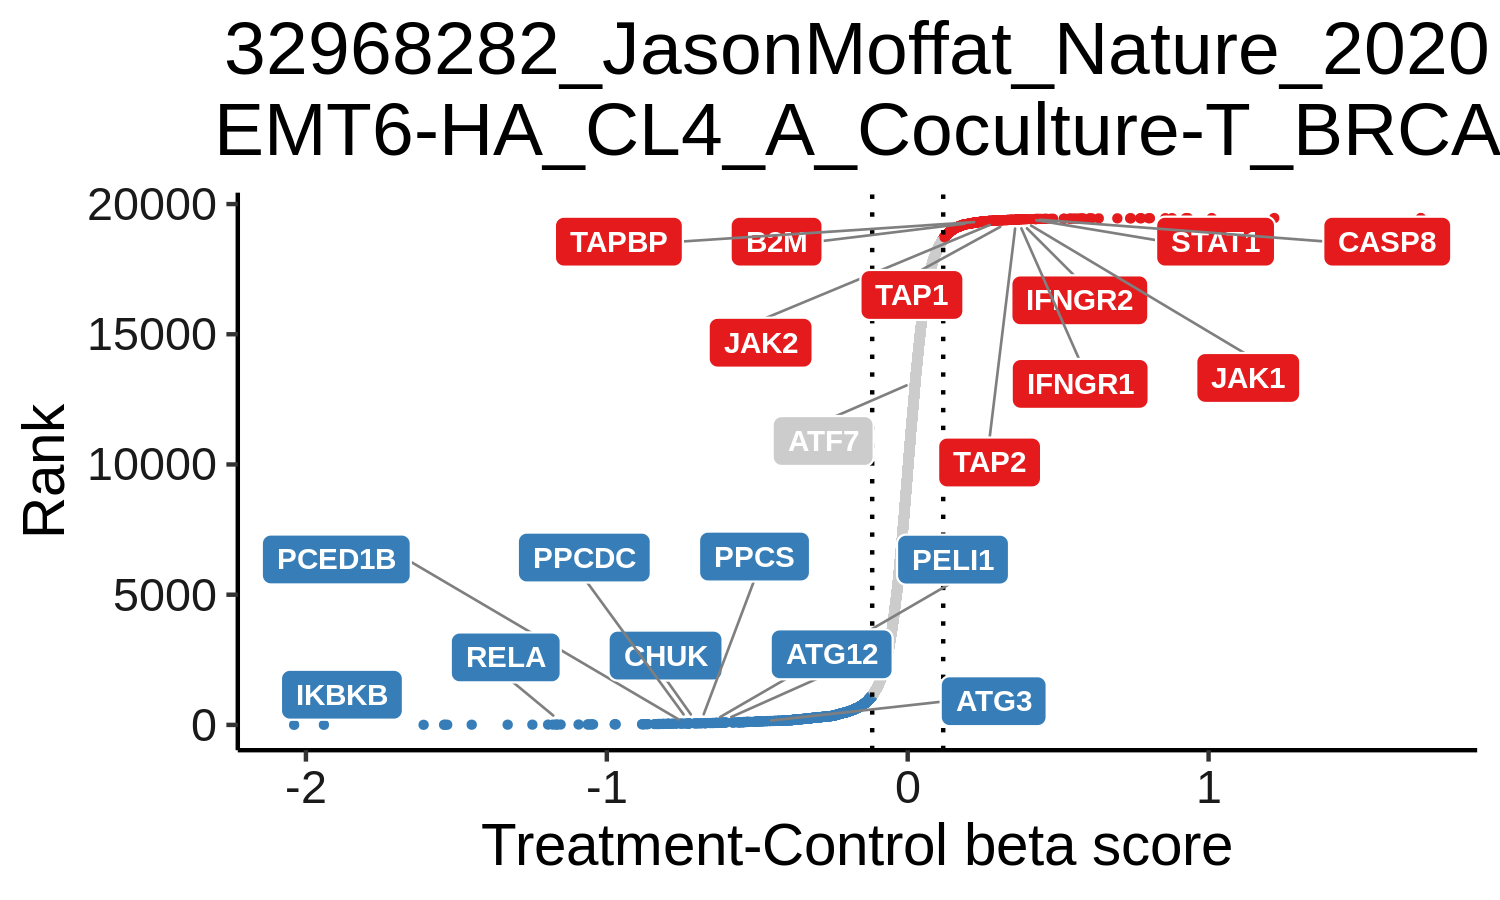 32968282_JasonMoffat_Nature_2020
EMT6-HA_CL4_A_Coculture-T_BRCA
20000
15000
10000
5000
0
Rank
TAPBP
B2M
STAT1
CASP8
TAP1
IFNGR2
JAK2
IFNGR1
JAK1
ATF7
TAP2
PCED1B
PPCDC
PPCS
PELI1
RELA
CHUK
ATG12
IKBKB
ATG3
-2
-1
0
1
Treatment-Control beta score